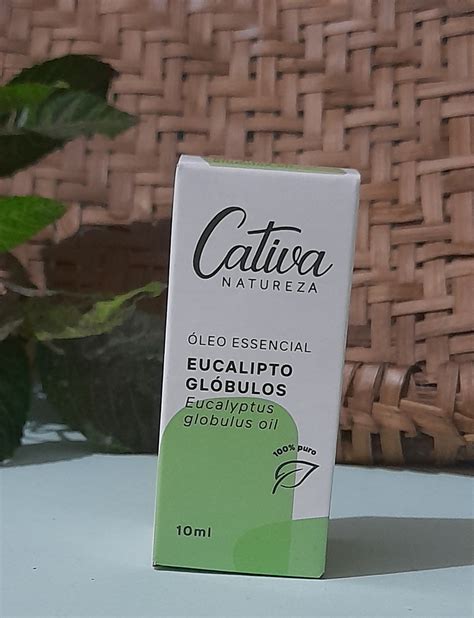 Cativa
NATUREZA
ÓLEO ESSENCIAL
EUCALIPTO
GLÓBULOS
Eucalyptus
globulus oil
100% puro
10ml